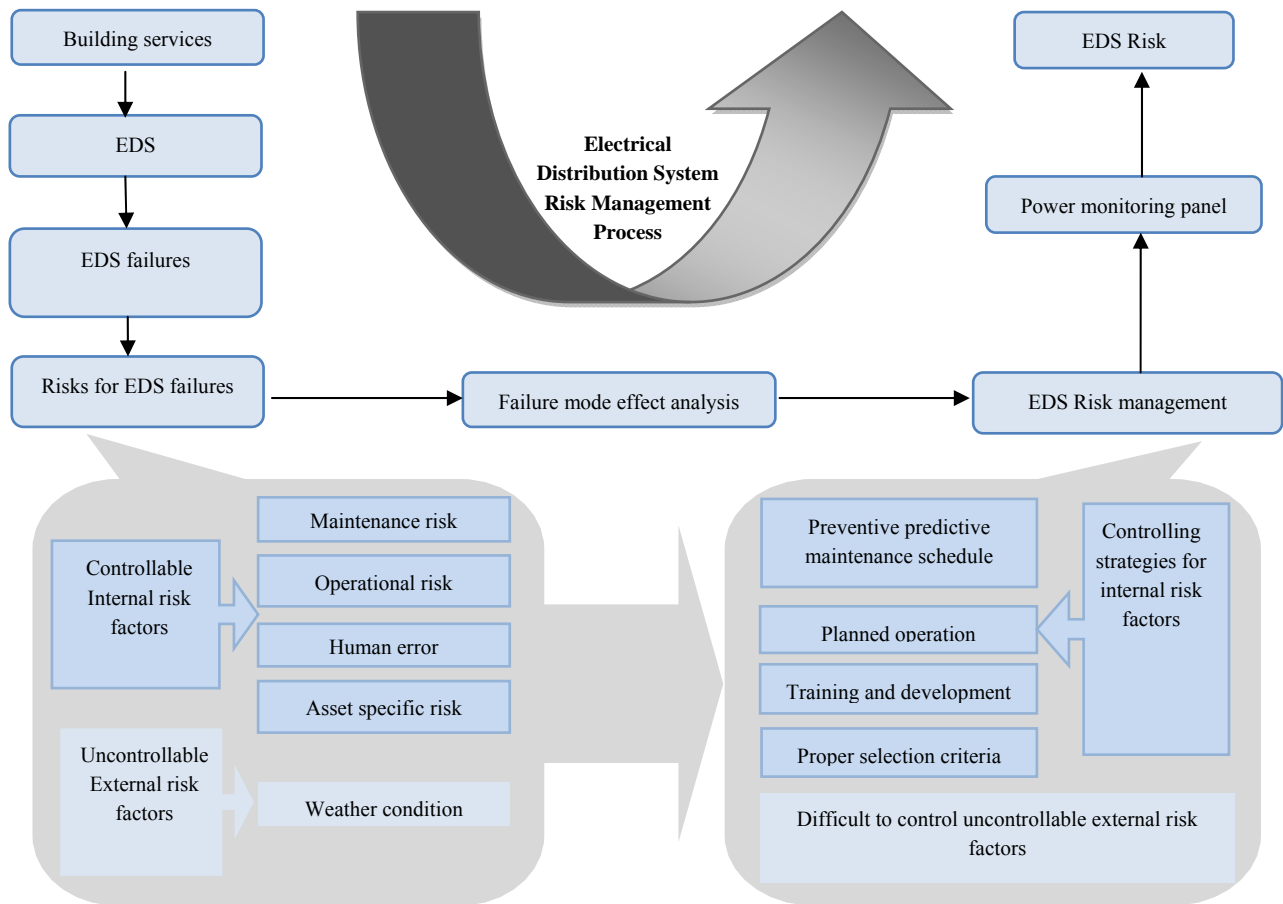 Building services
EDS
EDS failures
Risks for EDS failures
Electrical
Distribution System
Risk Management
Process
EDS Risk
Power monitoring panel
Failure mode effect analysis
EDS Risk management
Controllable
Internal risk
factors
Maintenance risk
Operational risk
Human error
Asset specific risk
Uncontrollable
External risk
factors
Weather condition
Preventive predictive
maintenance schedule
Planned operation
Training and development
Proper selection criteria
Controlling
strategies for
internal risk
factors
Difficult to control uncontrollable external risk
factors